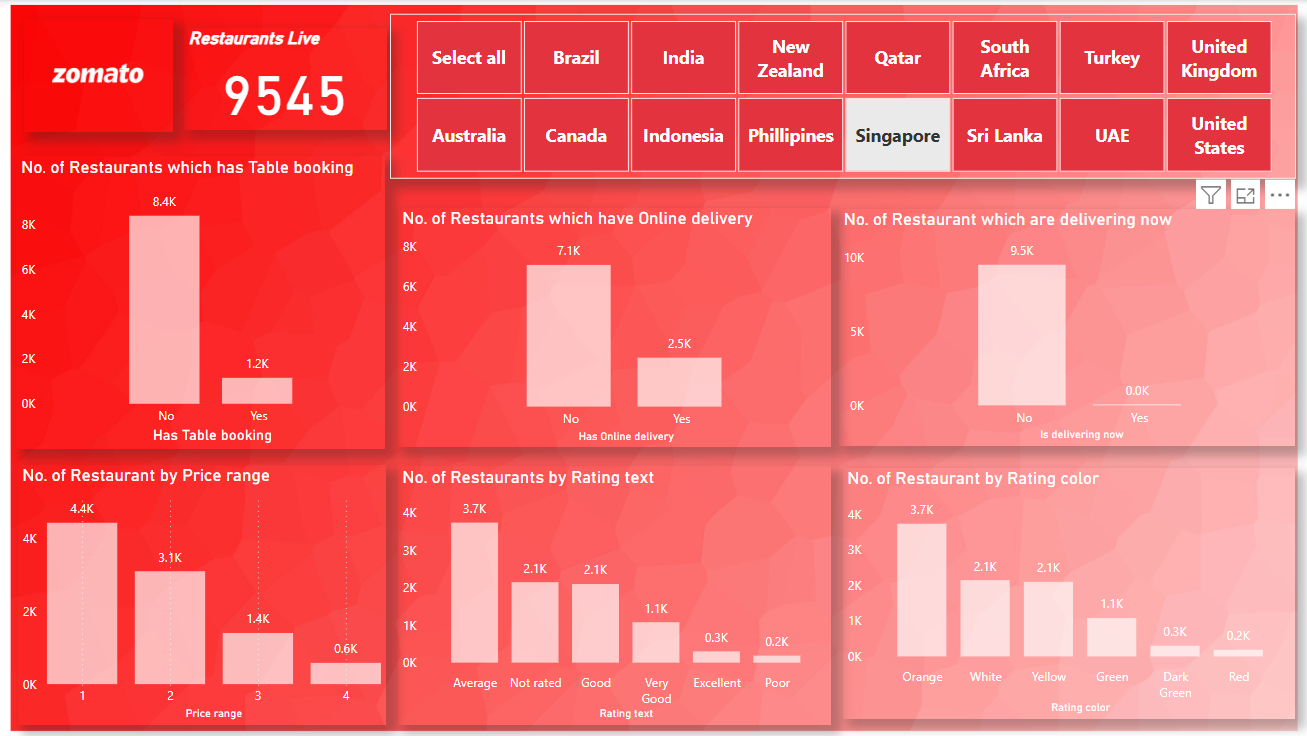 zomato
Restaurants Live
9545
Select all
Brazil
India
New
Zealand
Qatar
South
Africa
Turkey
United
Kingdom
Australia
Canada
Indonesia
Phillipines
Singapore
Sri Lanka
UAE
United
States
No. of Restaurants which has Table booking
8.4K
8K
6K
4K
1.2K
2K
0K
No
Yes
Has Table booking
No. of Restaurants which have Online delivery
8K
7.1K
6K
4K
2.5K
2K
0K
No
Yes
Has Online delivery
No. of Restaurant which are delivering now
9.5K
10K
5K
0.0K
0K
No
Yes
Is delivering now
No. of Restaurant by Price range
4.4K
4K
3.1K
2K
1.4K
0.6K
0K
1
2
3
4
Price range
No. of Restaurants by Rating text
3.7K
4K
3K
2.1K
2.1K
2K
1.1K
1K
0.3K
0.2K
0K
Average
Not rated
Good
Very
Good
Excellent
Poor
Rating text
No. of Restaurant by Rating color
3.7K
4K
3K
2.1K
2.1K
2K
1.1K
1K
0.3K
0.2K
0K
Orange
White
Yellow
Green
Dark
Green
Red
Rating color